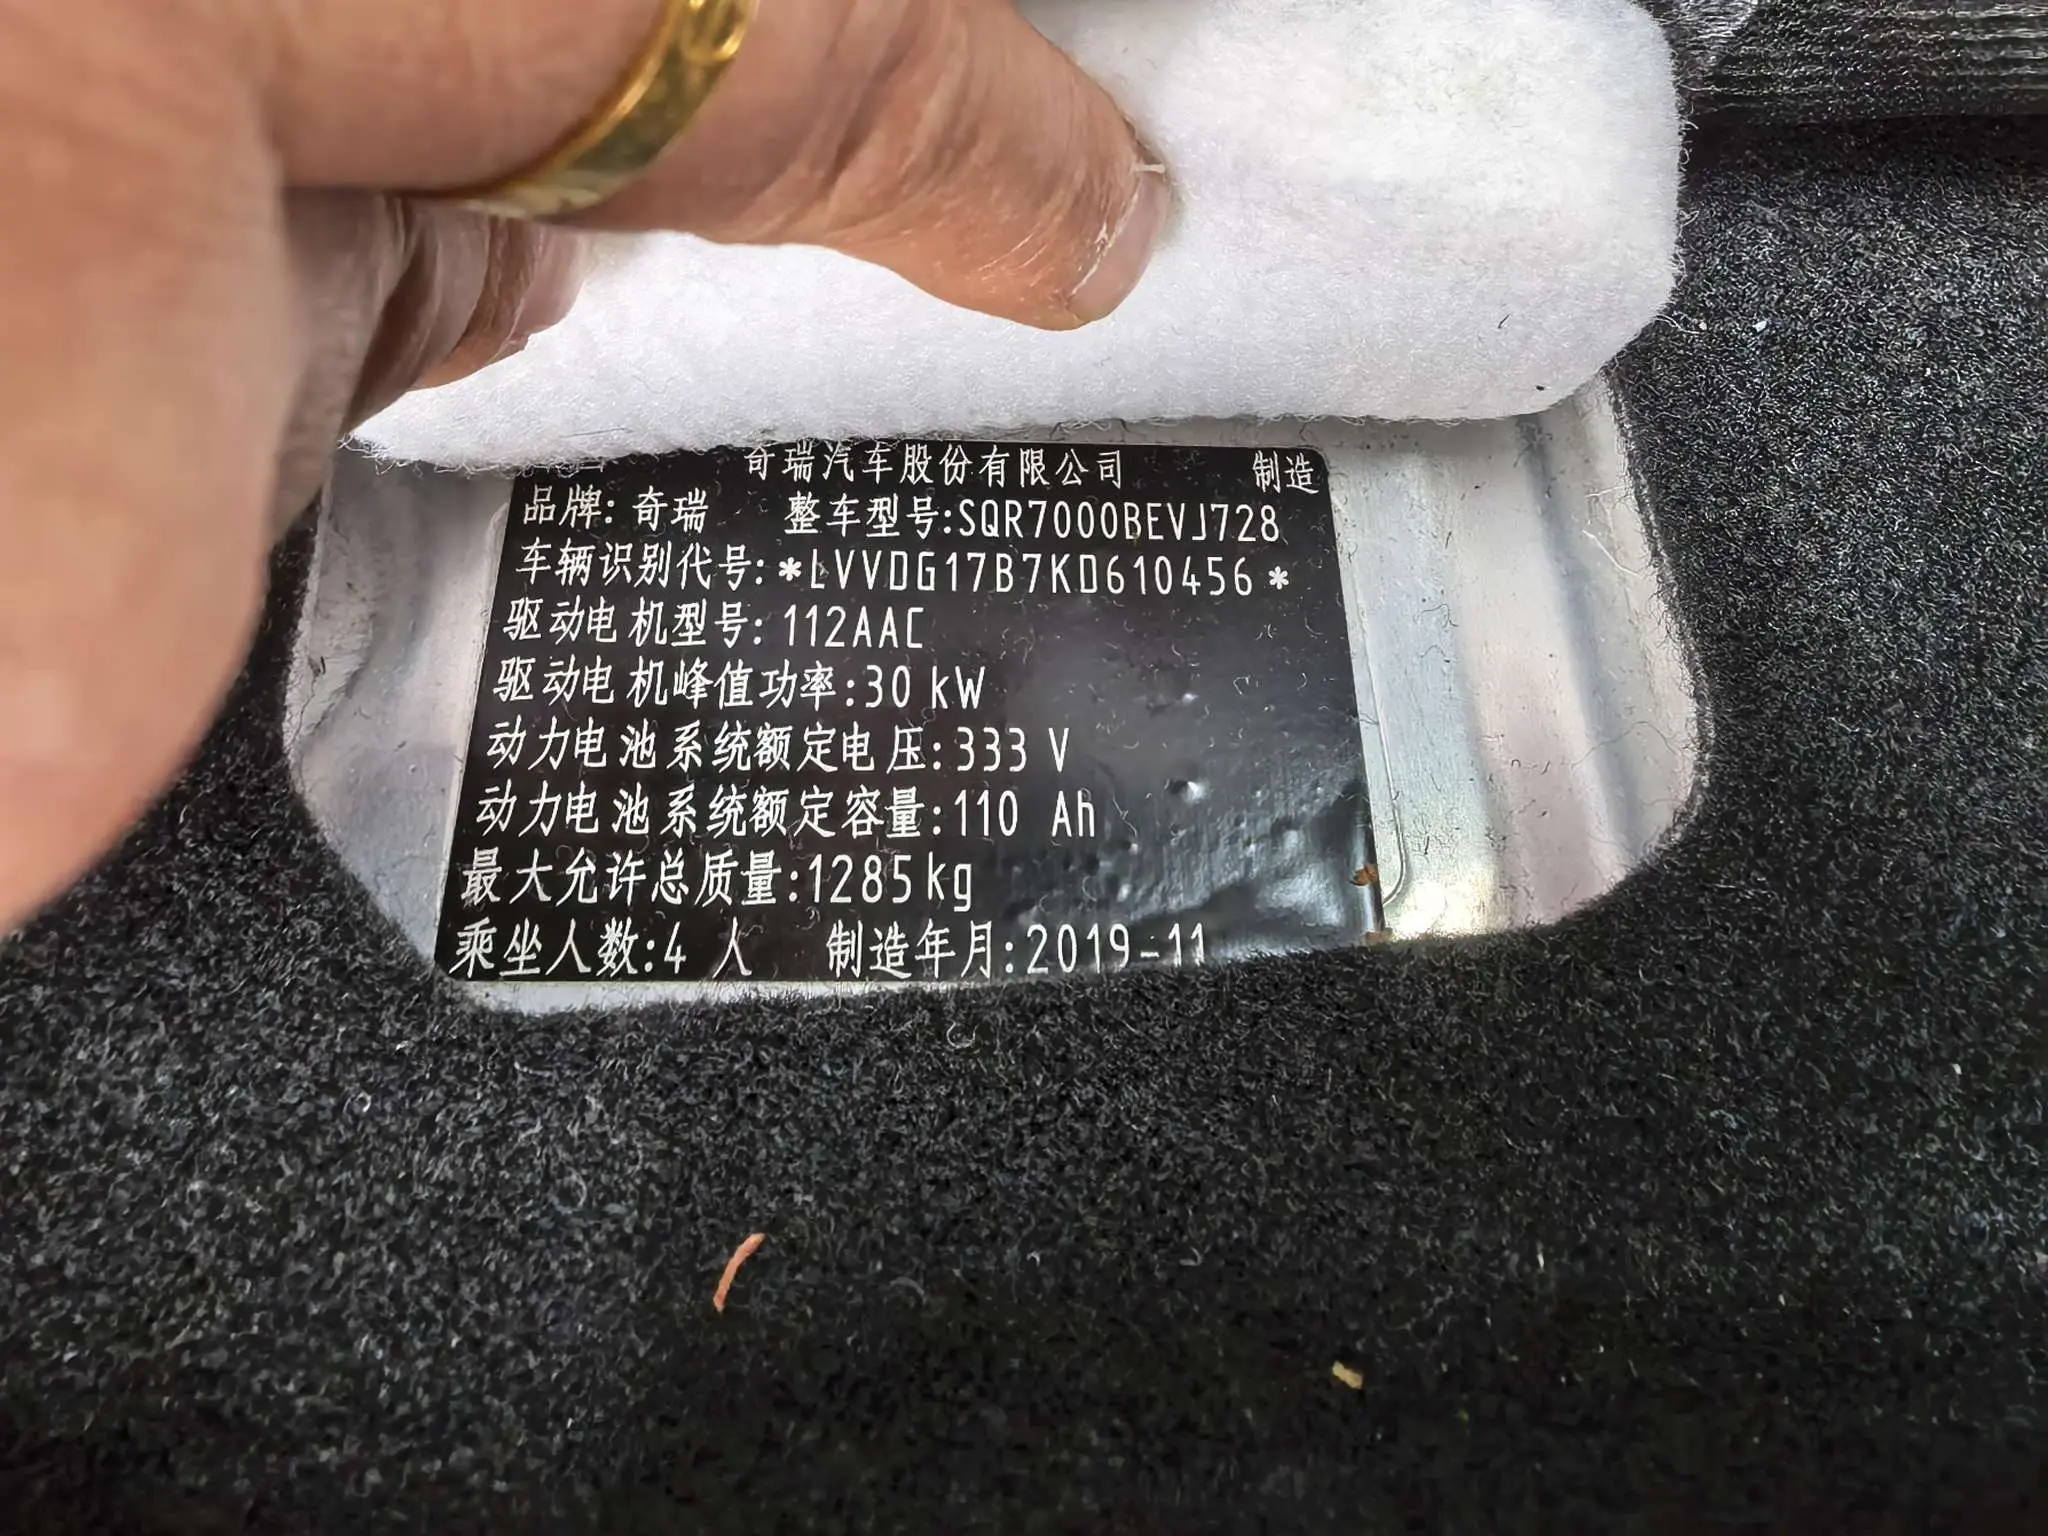 奇瑞汽车股份有限公司 制造
品牌:奇瑞 整车型号:SQR7000BEVJ728
车辆识别代号:*LVVDG17B7KD610456*
驱动电机型号:112AAC
驱动电机峰值功率:30 kW
动力电池系统额定电压:333 V
动力电池系统额定容量:110 Ah
最大允许总质量:1285kg
乘坐人数:4 人 制造年月:2019-11